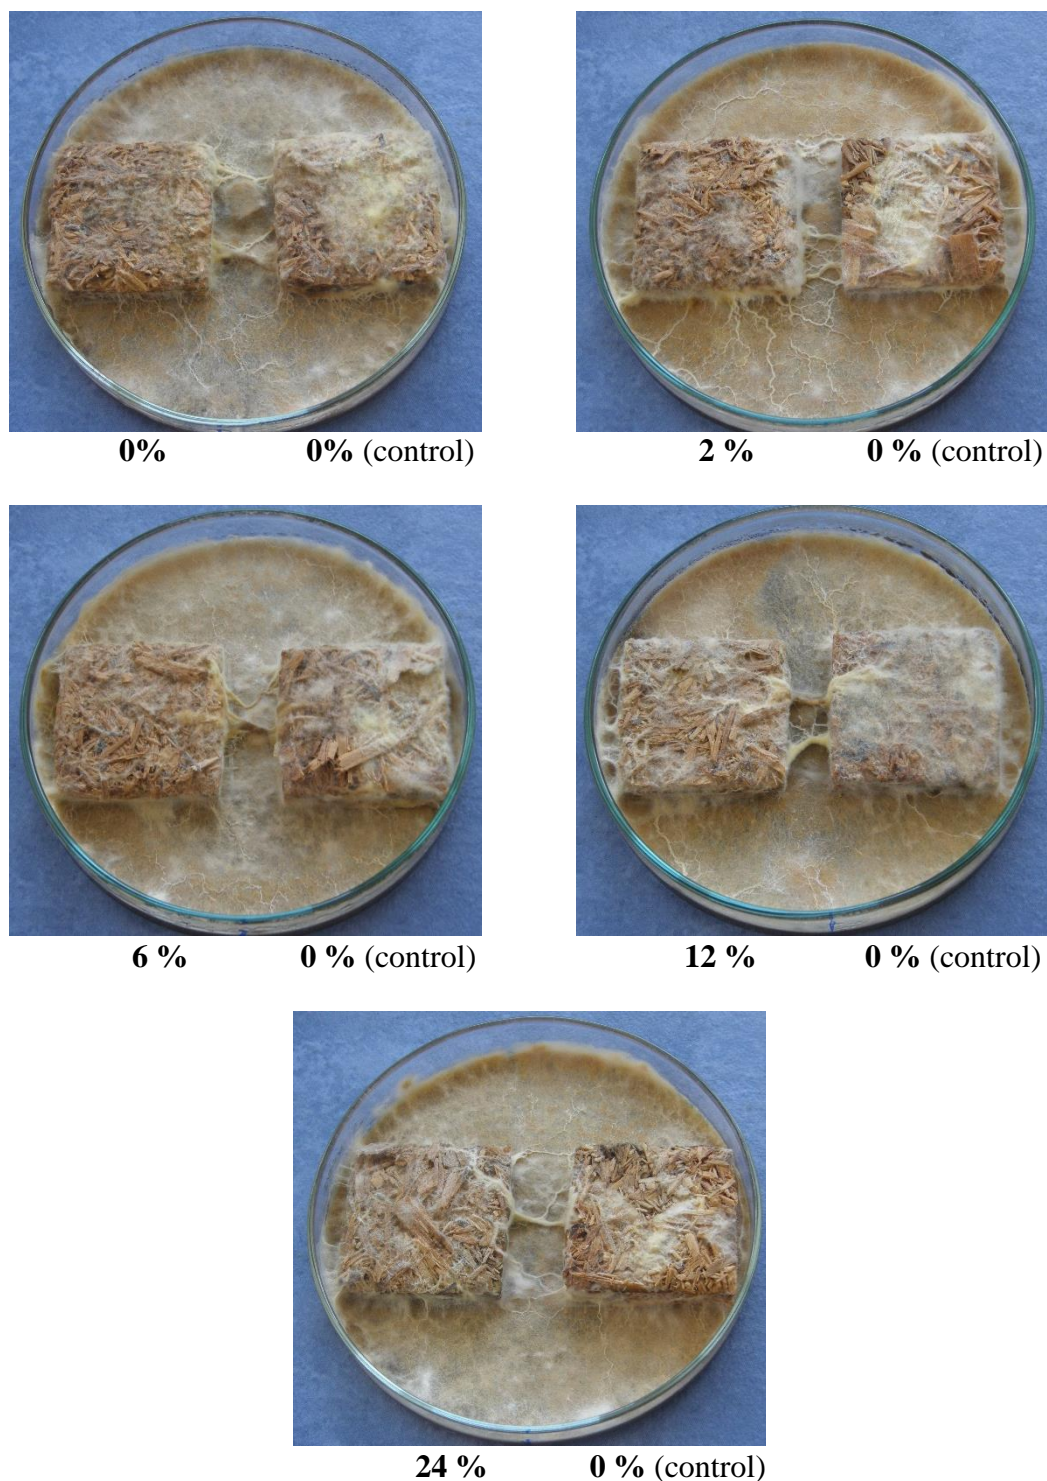 0% 0% (control)
2 % 0 % (control)
6 % 0 % (control)
12 % 0 % (control)
24 % 0 % (control)